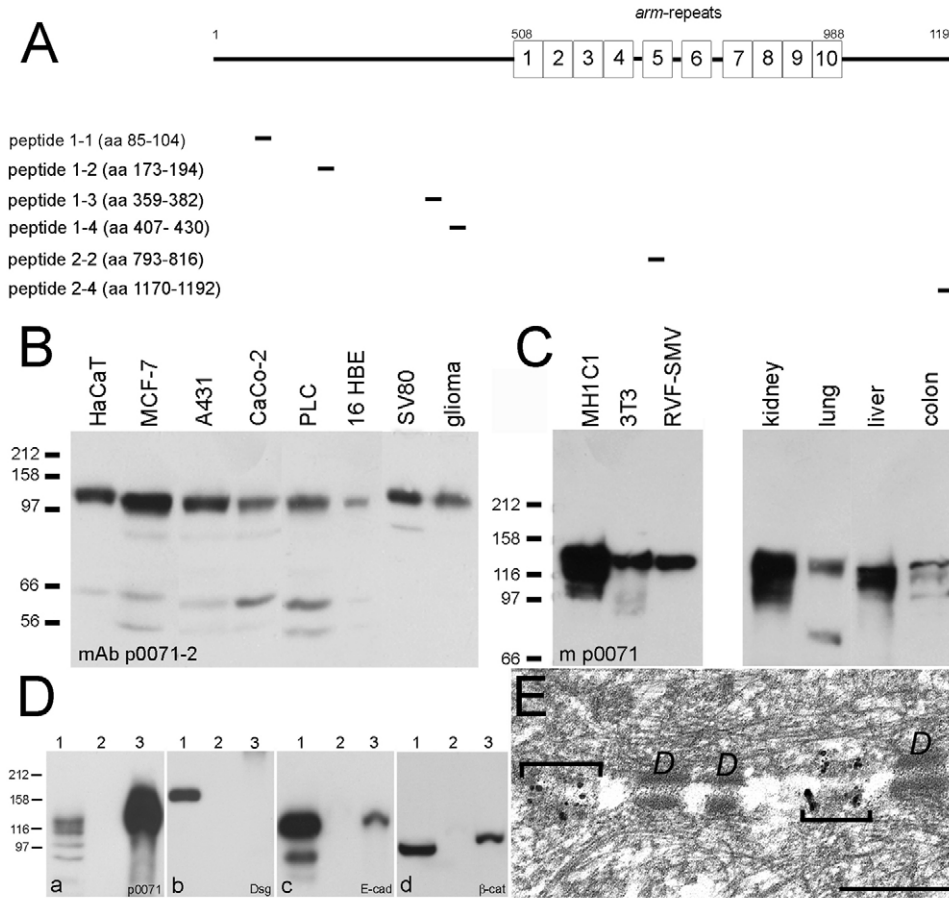 A
arm-repeats
1 508 988 119
1 2 3 4 5 6 7 8 9 10
peptide 1-1 (aa 85-104)
peptide 1-2 (aa 173-194)
peptide 1-3 (aa 359-382)
peptide 1-4 (aa 407- 430)
peptide 2-2 (aa 793-816)
peptide 2-4 (aa 1170-1192)
B
HaCaT MCF-7 A431 CaCo-2 PLC 16 HBE SV80 glioma
212
158
97
66
56
mAb p0071-2
C
MH1C1 3T3 RVF-SMV kidney lung liver colon
212
158
116
97
66
m p0071
D
1 2 3 1 2 3 1 2 3 1 2 3
212
158
116
97
a p0071 b Dsg c E-cad d β-cat
E
D D D